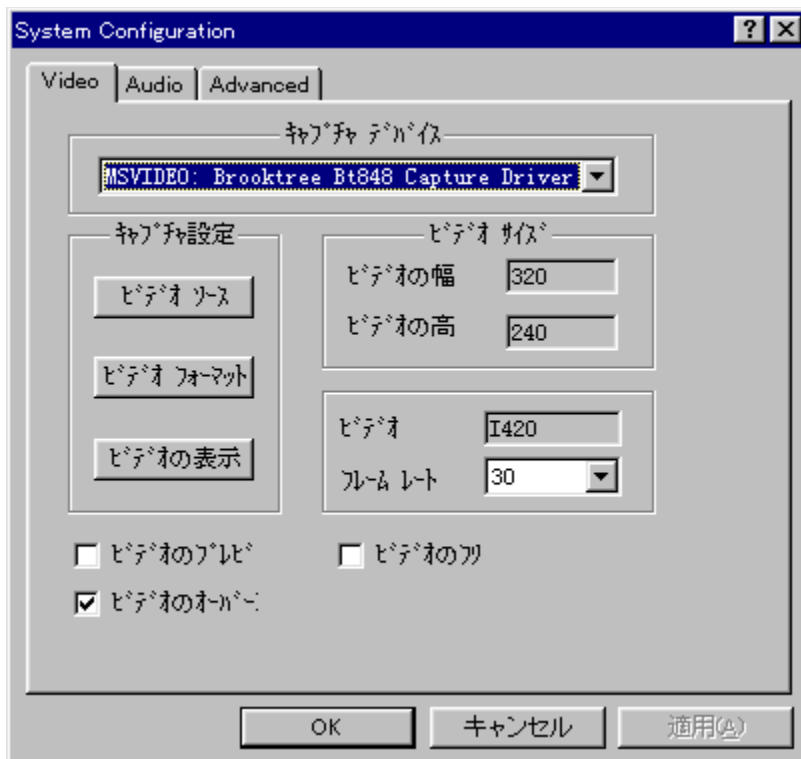 System Configuration
Video Audio Advanced
ｷｬﾌﾟﾁｬ ﾃﾞﾊﾞｲｽ
MSVIDEO: Brooktree Bt848 Capture Driver
ｷｬﾌﾟﾁｬ設定
ﾋﾞﾃﾞｵ ｿｰｽ
ﾋﾞﾃﾞｵ ﾌｫｰﾏｯﾄ
ﾋﾞﾃﾞｵの表示
ﾋﾞﾃﾞｵ ｻｲｽﾞ
ﾋﾞﾃﾞｵの幅 320
ﾋﾞﾃﾞｵの高 240
ﾋﾞﾃﾞｵ I420
ﾌﾚｰﾑ ﾚｰﾄ 30
ﾋﾞﾃﾞｵのﾌﾟﾚﾋﾞ
ﾋﾞﾃﾞｵのﾌﾘ
ﾋﾞﾃﾞｵのｵｰﾊﾞｰ
OK キャンセル 適用(A)